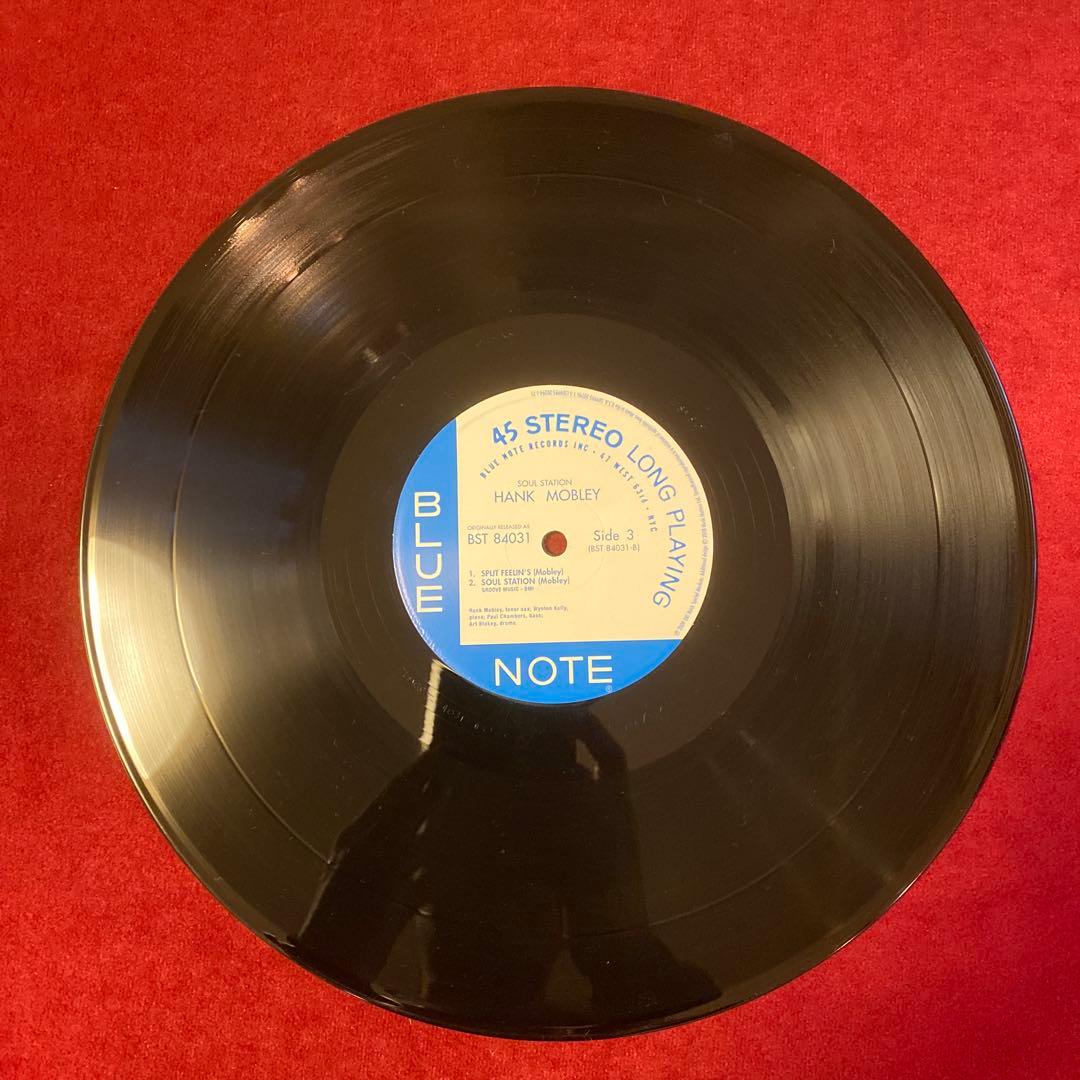 45 STEREO LONG PLAYING
BLUE NOTE RECORDS INC • 47 WEST 63rd • NYC
SOUL STATION
HANK MOBLEY
ORIGINALLY RELEASED AS
BST 84031
Side 3
(BST 84031-B)
1. SPLIT FEELIN'S (Mobley)
2. SOUL STATION (Mobley)
GROOVE MUSIC - BMI
Hank Mobley, tenor sax; Wynton Kelly,
piano; Paul Chambers, bass;
Art Blakey, drums.
BLUE
NOTE
®